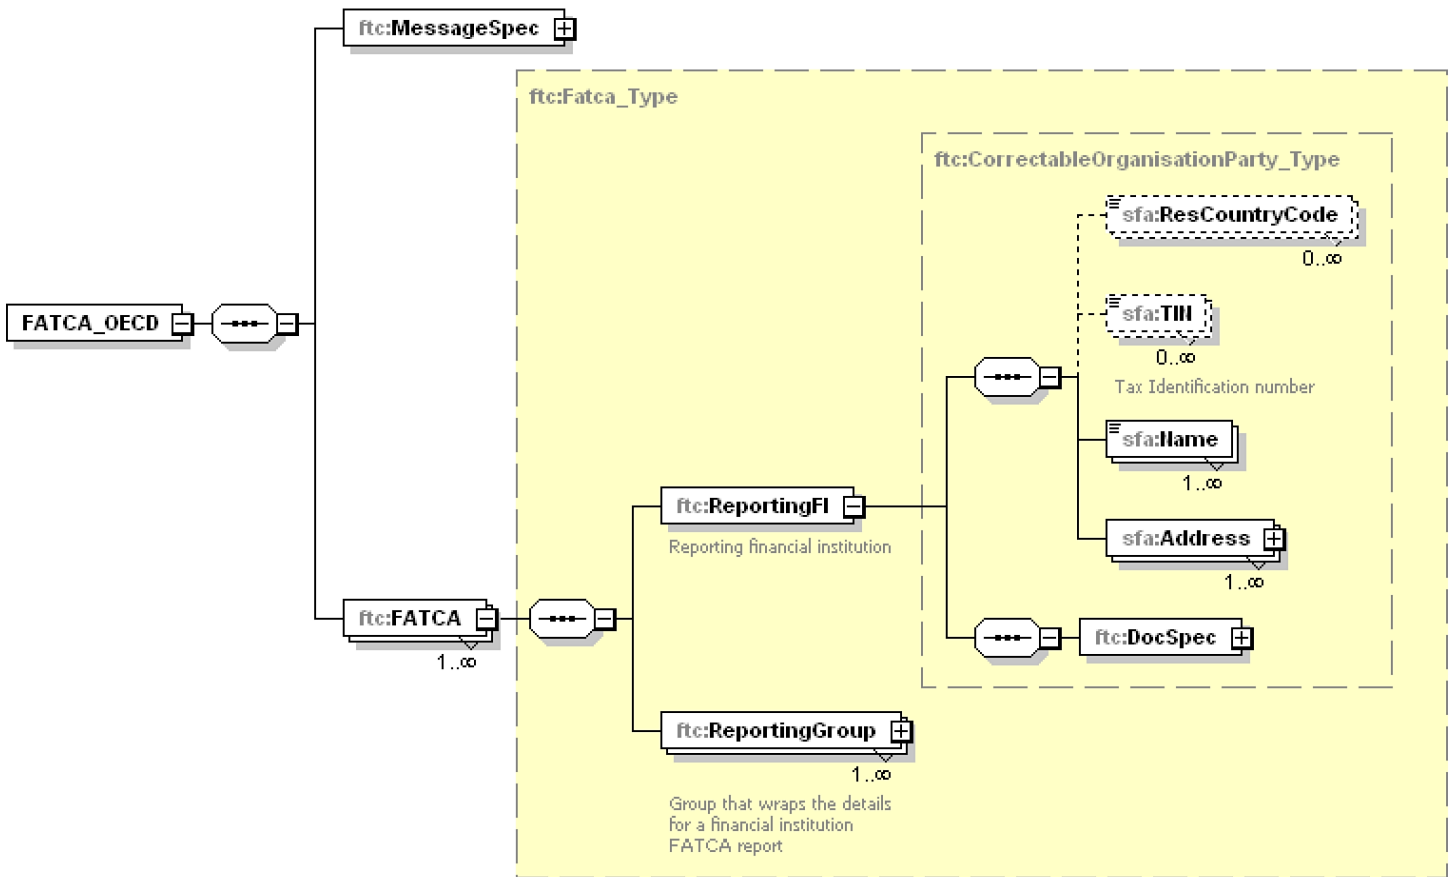 ftc:MessageSpec
ftc:Fatca_Type
ftc:CorrectableOrganisationParty_Type
sfa:ResCountryCode
0..∞
FATCA_OECD
sfa:TIN
0..∞
Tax Identification number
sfa:Name
1..∞
ftc:ReportingFI
Reporting financial institution
sfa:Address
1..∞
ftc:FATCA
1..∞
ftc:DocSpec
ftc:ReportingGroup
1..∞
Group that wraps the details
for a financial institution
FATCA report